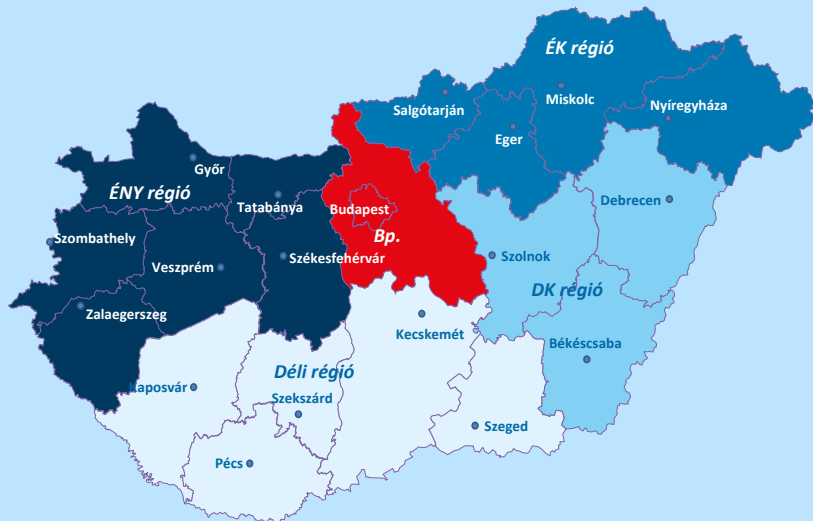 ÉK régió
Salgótarján
Miskolc
Nyíregyháza
Eger
Győr
ÉNY régió
Tatabánya
Debrecen
Budapest
Szombathely
Bp.
Veszprém
Székesfehérvár
Szolnok
DK régió
Zalaegerszeg
Kecskemét
Békéscsaba
Déli régió
Kaposvár
Szekszárd
Szeged
Pécs